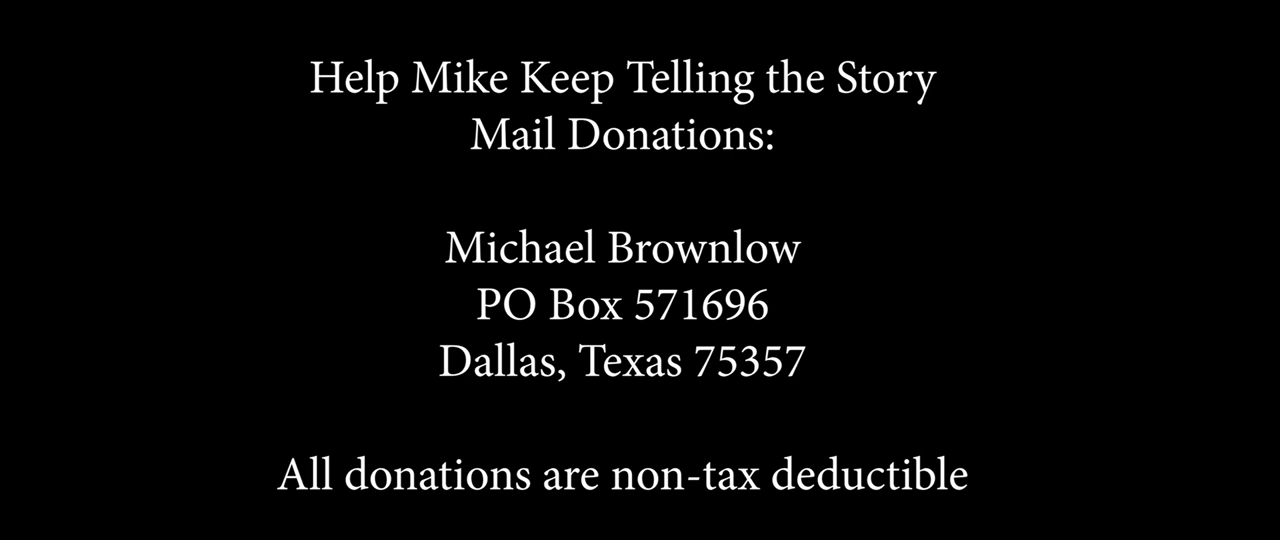 Help Mike Keep Telling the Story
Mail Donations:
Michael Brownlow
PO Box 571696
Dallas, Texas 75357
All donations are non-tax deductible